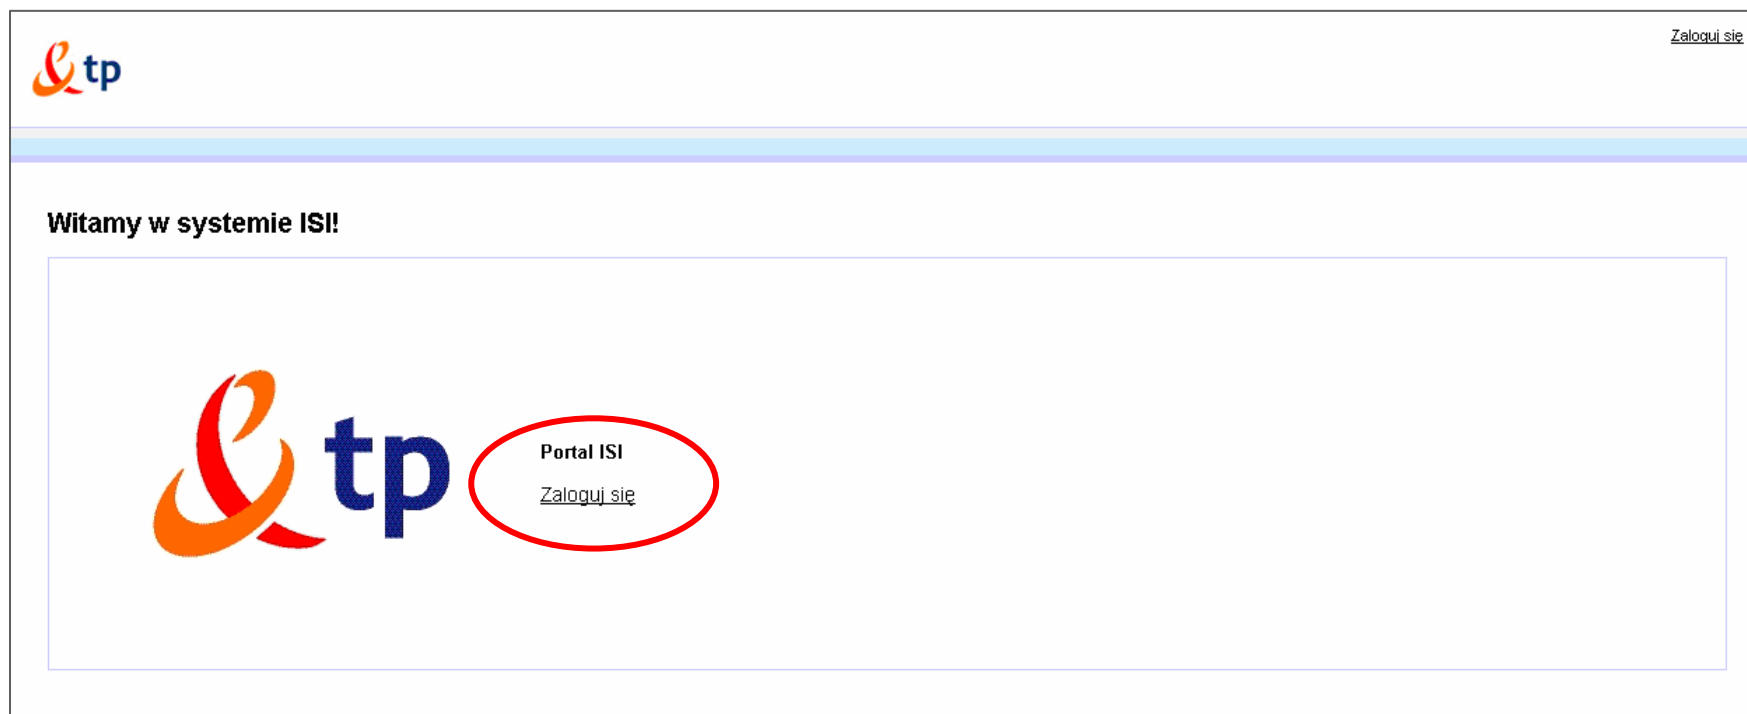 Zaloguj się
tp
Witamy w systemie ISI!
tp
Portal ISI
Zaloguj się